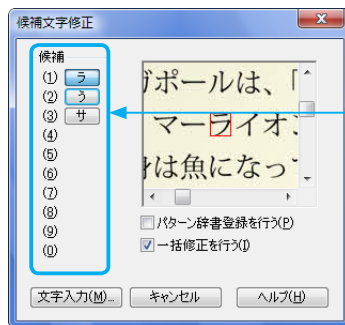 候補文字修正
候補
(1) ラ
(2) う
(3) サ
(4)
(5)
(6)
(7)
(8)
(9)
(0)
ガポールは、「
マーライオン
は魚になっ
パターン辞書登録を行う(P)
一括修正を行う(I)
文字入力(M)... キャンセル ヘルプ(H)